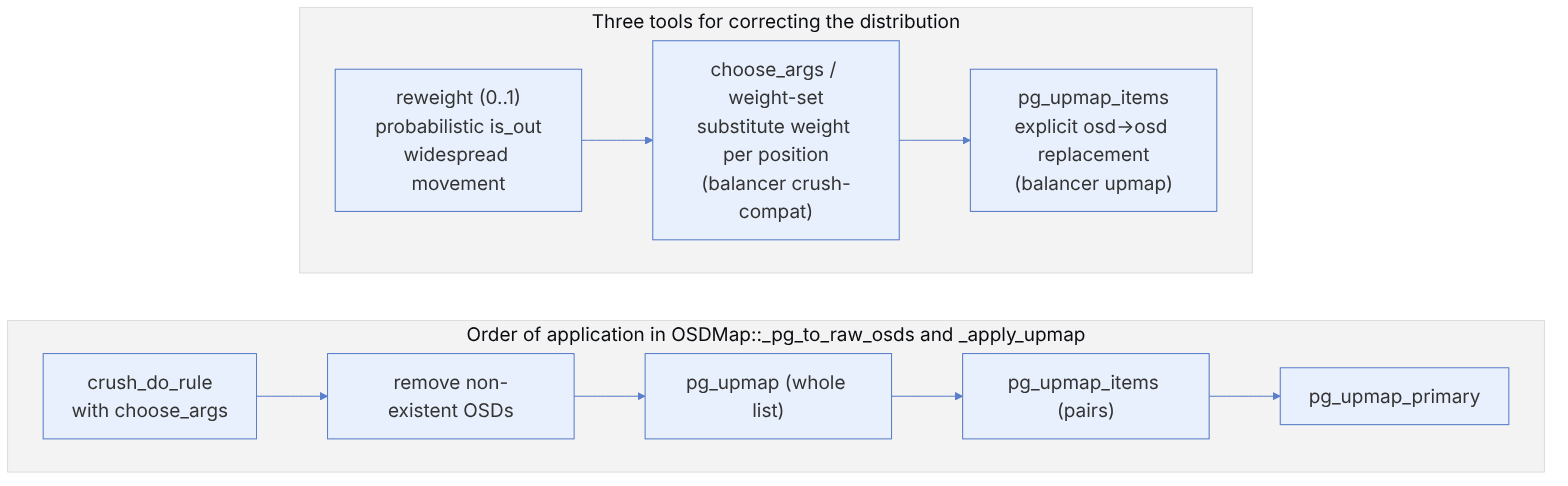 Three tools for correcting the distribution
reweight (0..1)
probabilistic is_out
widespread
movement
choose_args /
weight-set
substitute weight
per position
(balancer crush-
compat)
pg_upmap_items
explicit osd→osd
replacement
(balancer upmap)
Order of application in OSDMap::_pg_to_raw_osds and _apply_upmap
crush_do_rule
with choose_args
remove non-
existent OSDs
pg_upmap (whole
list)
pg_upmap_items
(pairs)
pg_upmap_primary